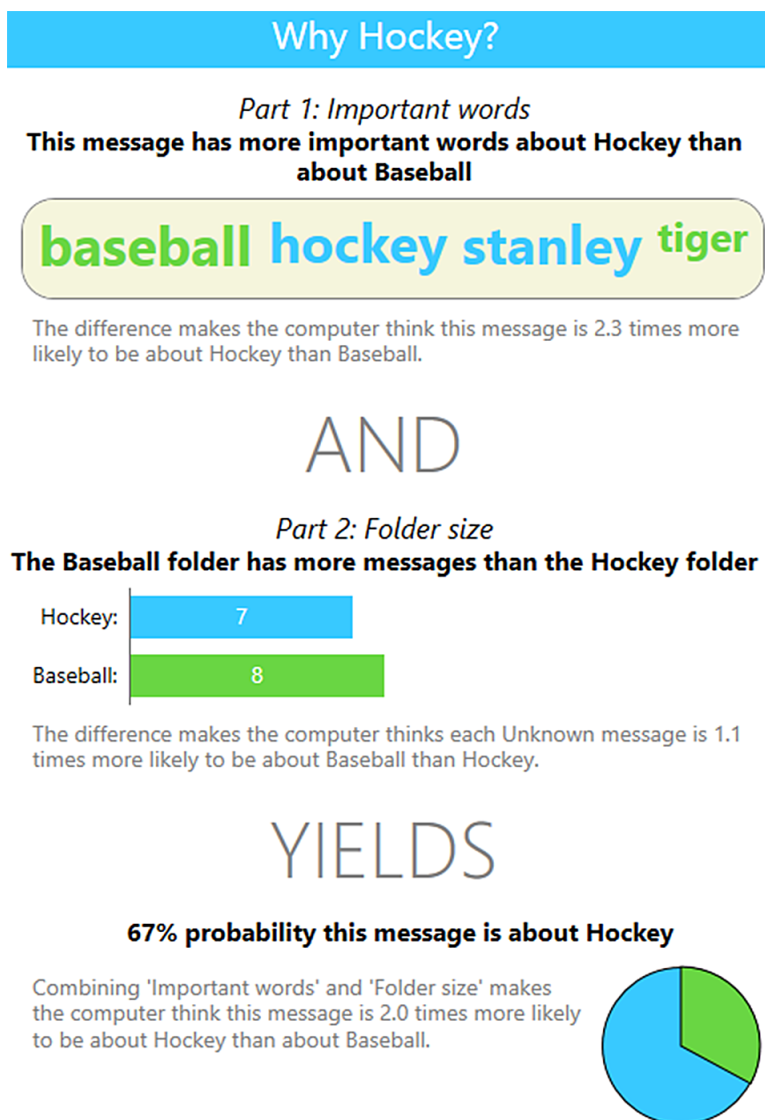 Why Hockey?
Part 1: Important words
This message has more important words about Hockey than
about Baseball
baseball hockey stanley tiger
The difference makes the computer think this message is 2.3 times more
likely to be about Hockey than Baseball.
AND
Part 2: Folder size
The Baseball folder has more messages than the Hockey folder
Hockey: 7
Baseball: 8
The difference makes the computer thinks each Unknown message is 1.1
times more likely to be about Baseball than Hockey.
YIELDS
67% probability this message is about Hockey
Combining 'Important words' and 'Folder size' makes
the computer think this message is 2.0 times more likely
to be about Hockey than about Baseball.